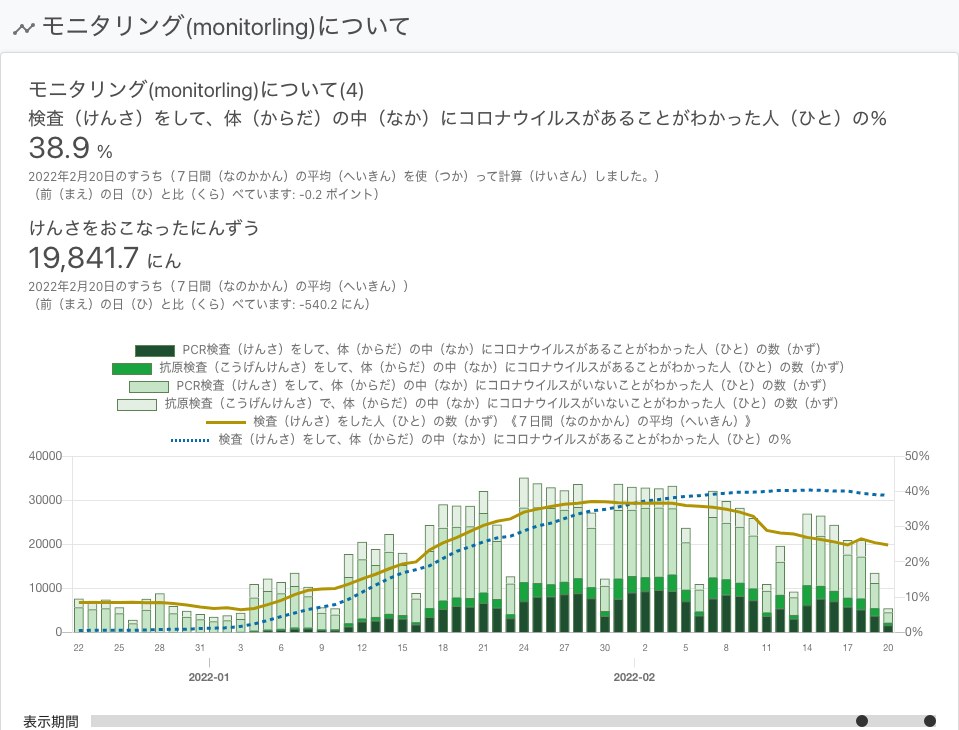 モニタリング(monitorling)について
モニタリング(monitorling)について(4)
検査（けんさ）をして、体（からだ）の中（なか）にコロナウイルスがあることがわかった人（ひと）の%
38.9 %
2022年2月20日のすうち（７日間（なのかかん）の平均（へいきん）を使（つか）って計算（けいさん）しました。）
（前（まえ）の日（ひ）と比（くら）べています: -0.2 ポイント）
けんさをおこなったにんずう
19,841.7 にん
2022年2月20日のすうち（７日間（なのかかん）の平均（へいきん））
（前（まえ）の日（ひ）と比（くら）べています: -540.2 にん）
PCR検査（けんさ）をして、体（からだ）の中（なか）にコロナウイルスがあることがわかった人（ひと）の数（かず）
抗原検査（こうげんけんさ）をして、体（からだ）の中（なか）にコロナウイルスがあることがわかった人（ひと）の数（かず）
PCR検査（けんさ）をして、体（からだ）の中（なか）にコロナウイルスがいないことがわかった人（ひと）の数（かず）
抗原検査（こうげんけんさ）で、体（からだ）の中（なか）にコロナウイルスがいないことがわかった人（ひと）の数（かず）
検査（けんさ）をした人（ひと）の数（かず）《７日間（なのかかん）の平均（へいきん）》
検査（けんさ）をして、体（からだ）の中（なか）にコロナウイルスがあることがわかった人（ひと）の%
40000 50%
30000 40%
30%
20000 20%
10000 10%
0 0%
22 25 28 31 3 6 9 12 15 18 21 24 27 30 2 5 8 11 14 17 20
2022-01 2022-02
表示期間